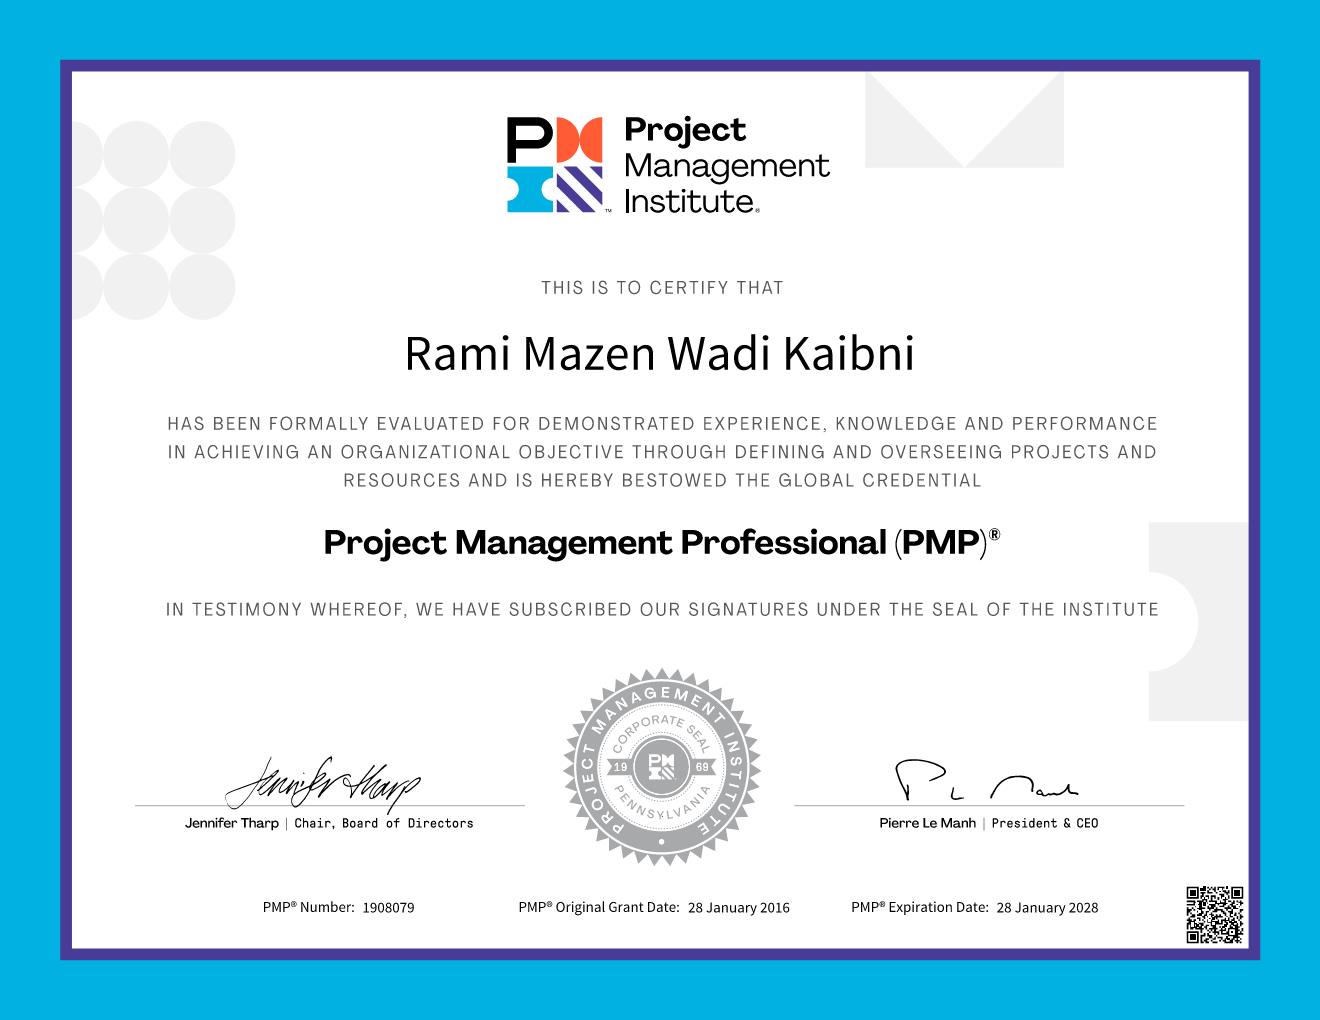 PM
Project
Management
Institute®
™
THIS IS TO CERTIFY THAT
Rami Mazen Wadi Kaibni
HAS BEEN FORMALLY EVALUATED FOR DEMONSTRATED EXPERIENCE, KNOWLEDGE AND PERFORMANCE
IN ACHIEVING AN ORGANIZATIONAL OBJECTIVE THROUGH DEFINING AND OVERSEEING PROJECTS AND
RESOURCES AND IS HEREBY BESTOWED THE GLOBAL CREDENTIAL
Project Management Professional (PMP)®
IN TESTIMONY WHEREOF, WE HAVE SUBSCRIBED OUR SIGNATURES UNDER THE SEAL OF THE INSTITUTE
PROJECT MANAGEMENT INSTITUTE
CORPORATE SEAL
19 69
PENNSYLVANIA
Jennifer Tharp
Jennifer Tharp | Chair, Board of Directors
Pierre Le Manh | President & CEO
PMP® Number: 1908079
PMP® Original Grant Date: 28 January 2016
PMP® Expiration Date: 28 January 2028